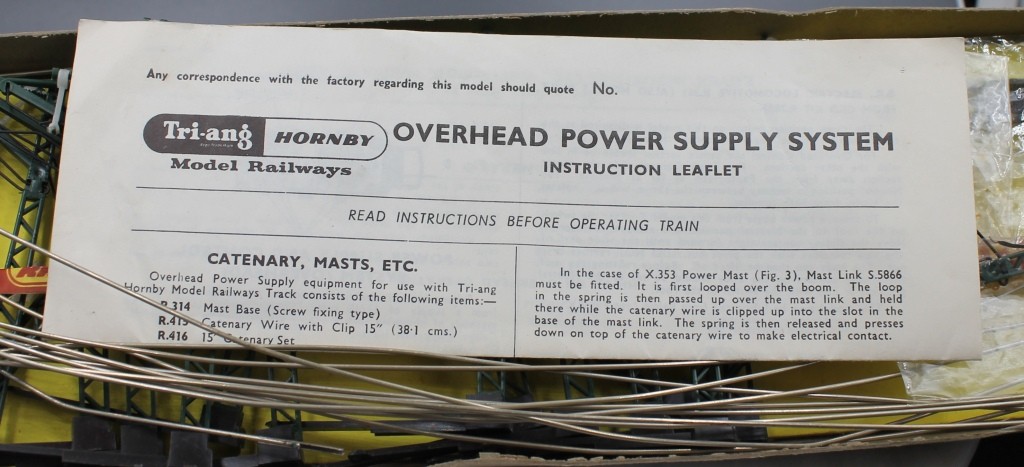 Any correspondence with the factory regarding this model should quote No.
Tri-ang HORNBY
Model Railways
OVERHEAD POWER SUPPLY SYSTEM
INSTRUCTION LEAFLET
READ INSTRUCTIONS BEFORE OPERATING TRAIN
CATENARY, MASTS, ETC.
Overhead Power Supply equipment for use with Tri-ang
Hornby Model Railways Track consists of the following items:—
R.314 Mast Base (Screw fixing type)
R.415 Catenary Wire with Clip 15" (38·1 cms.)
R.416 15" Catenary Set
In the case of X.353 Power Mast (Fig. 3), Mast Link S.5866
must be fitted. It is first looped over the boom. The loop
in the spring is then passed up over the mast link and held
there while the catenary wire is clipped up into the slot in the
base of the mast link. The spring is then released and presses
down on top of the catenary wire to make electrical contact.